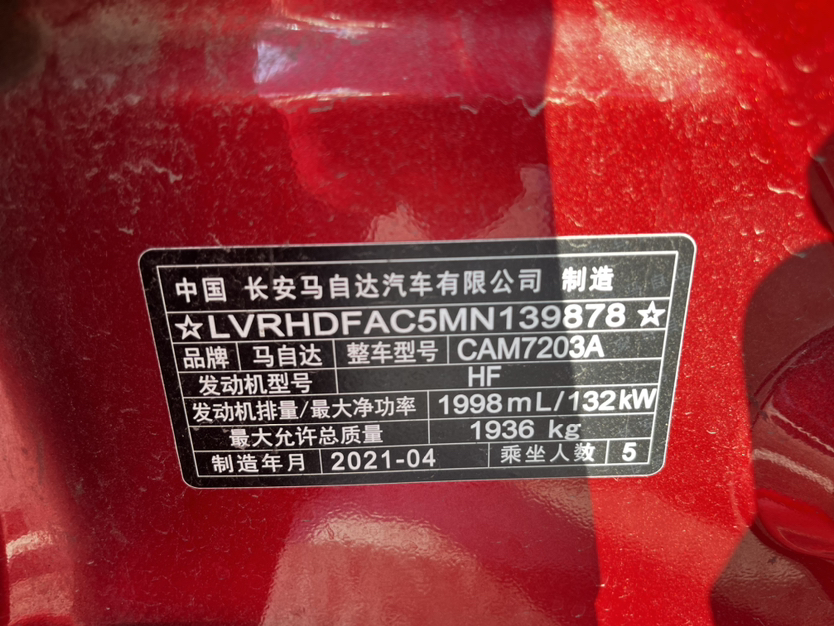 中国 长安马自达汽车有限公司 制造
☆LVRHDFAC5MN139878☆
品牌 马自达 整车型号 CAM7203A
发动机型号 HF
发动机排量/最大净功率 1998mL/132kW
最大允许总质量 1936 kg
制造年月 2021-04 乘坐人数 5